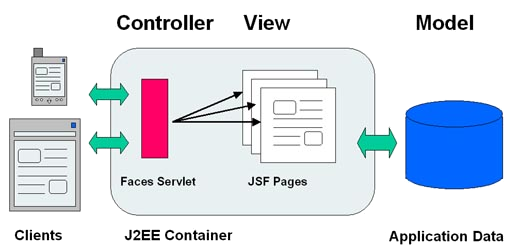 Controller View Model
Faces Servlet JSF Pages
Clients J2EE Container Application Data